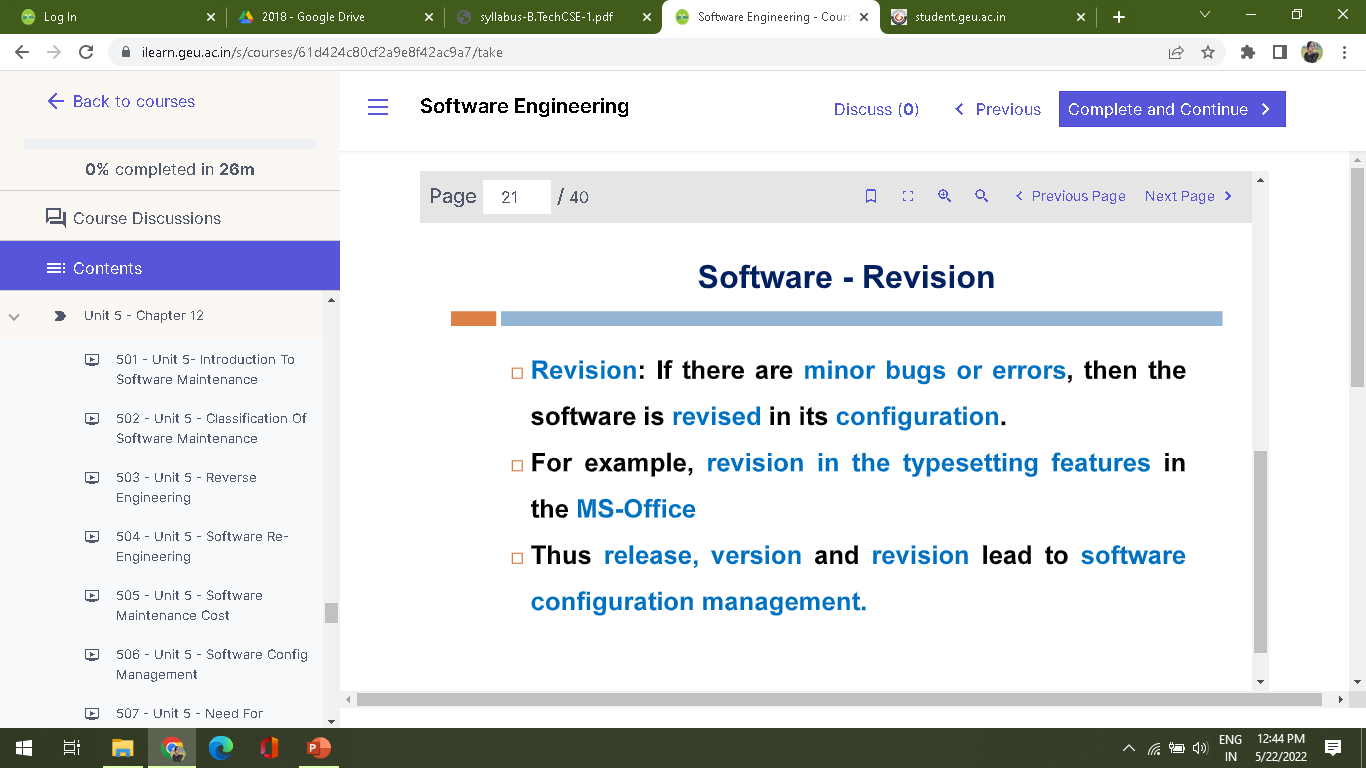 Log In
2018 - Google Drive
syllabus-B.TechCSE-1.pdf
Software Engineering - Cours
student.geu.ac.in
ilearn.geu.ac.in/s/courses/61d424c80cf2a9e8f42ac9a7/take
Back to courses
0% completed in 26m
Course Discussions
Contents
Unit 5 - Chapter 12
501 - Unit 5- Introduction To
Software Maintenance
502 - Unit 5 - Classification Of
Software Maintenance
503 - Unit 5 - Reverse
Engineering
504 - Unit 5 - Software Re-
Engineering
505 - Unit 5 - Software
Maintenance Cost
506 - Unit 5 - Software Config
Management
507 - Unit 5 - Need For
Software Engineering
Discuss (0)
Previous
Complete and Continue
Page 21 / 40
Previous Page
Next Page
Software - Revision
Revision: If there are minor bugs or errors, then the
software is revised in its configuration.
For example, revision in the typesetting features in
the MS-Office
Thus release, version and revision lead to software
configuration management.
ENG
IN
12:44 PM
5/22/2022